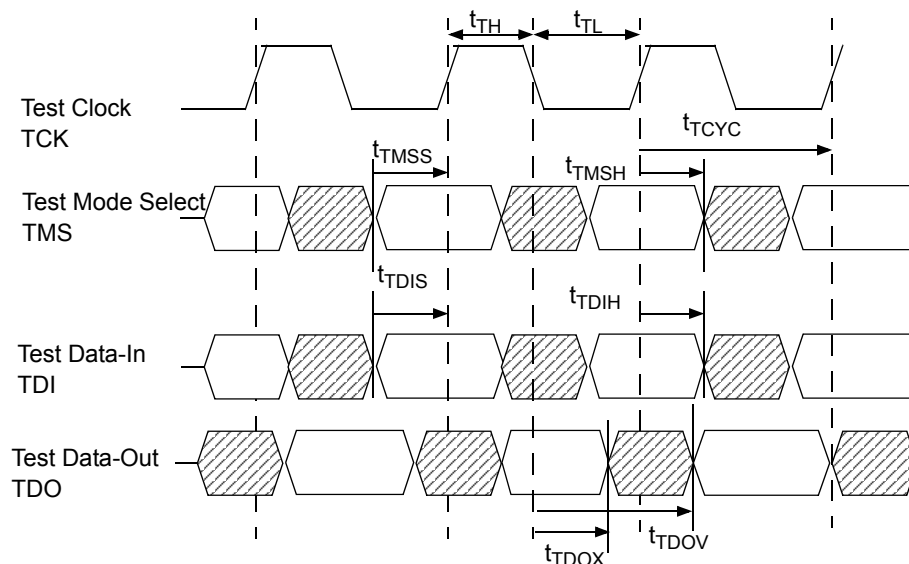 tTH
tTL
Test Clock
TCK
tTCYC
tTMSS
tTMSH
Test Mode Select
TMS
tTDIS
tTDIH
Test Data-In
TDI
Test Data-Out
TDO
tTDOX
tTDOV